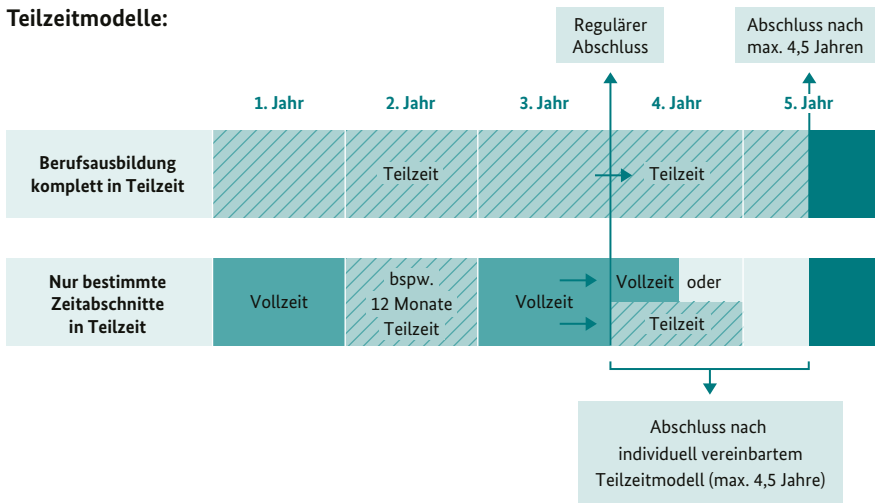 Teilzeitmodelle:
Regulärer
Abschluss
Abschluss nach
max. 4,5 Jahren
1. Jahr
2. Jahr
3. Jahr
4. Jahr
5. Jahr
Berufsausbildung
komplett in Teilzeit
Teilzeit
Teilzeit
Nur bestimmte
Zeitabschnitte
in Teilzeit
Vollzeit
bspw.
12 Monate
Teilzeit
Vollzeit
Vollzeit
oder
Teilzeit
Abschluss nach
individuell vereinbartem
Teilzeitmodell (max. 4,5 Jahre)